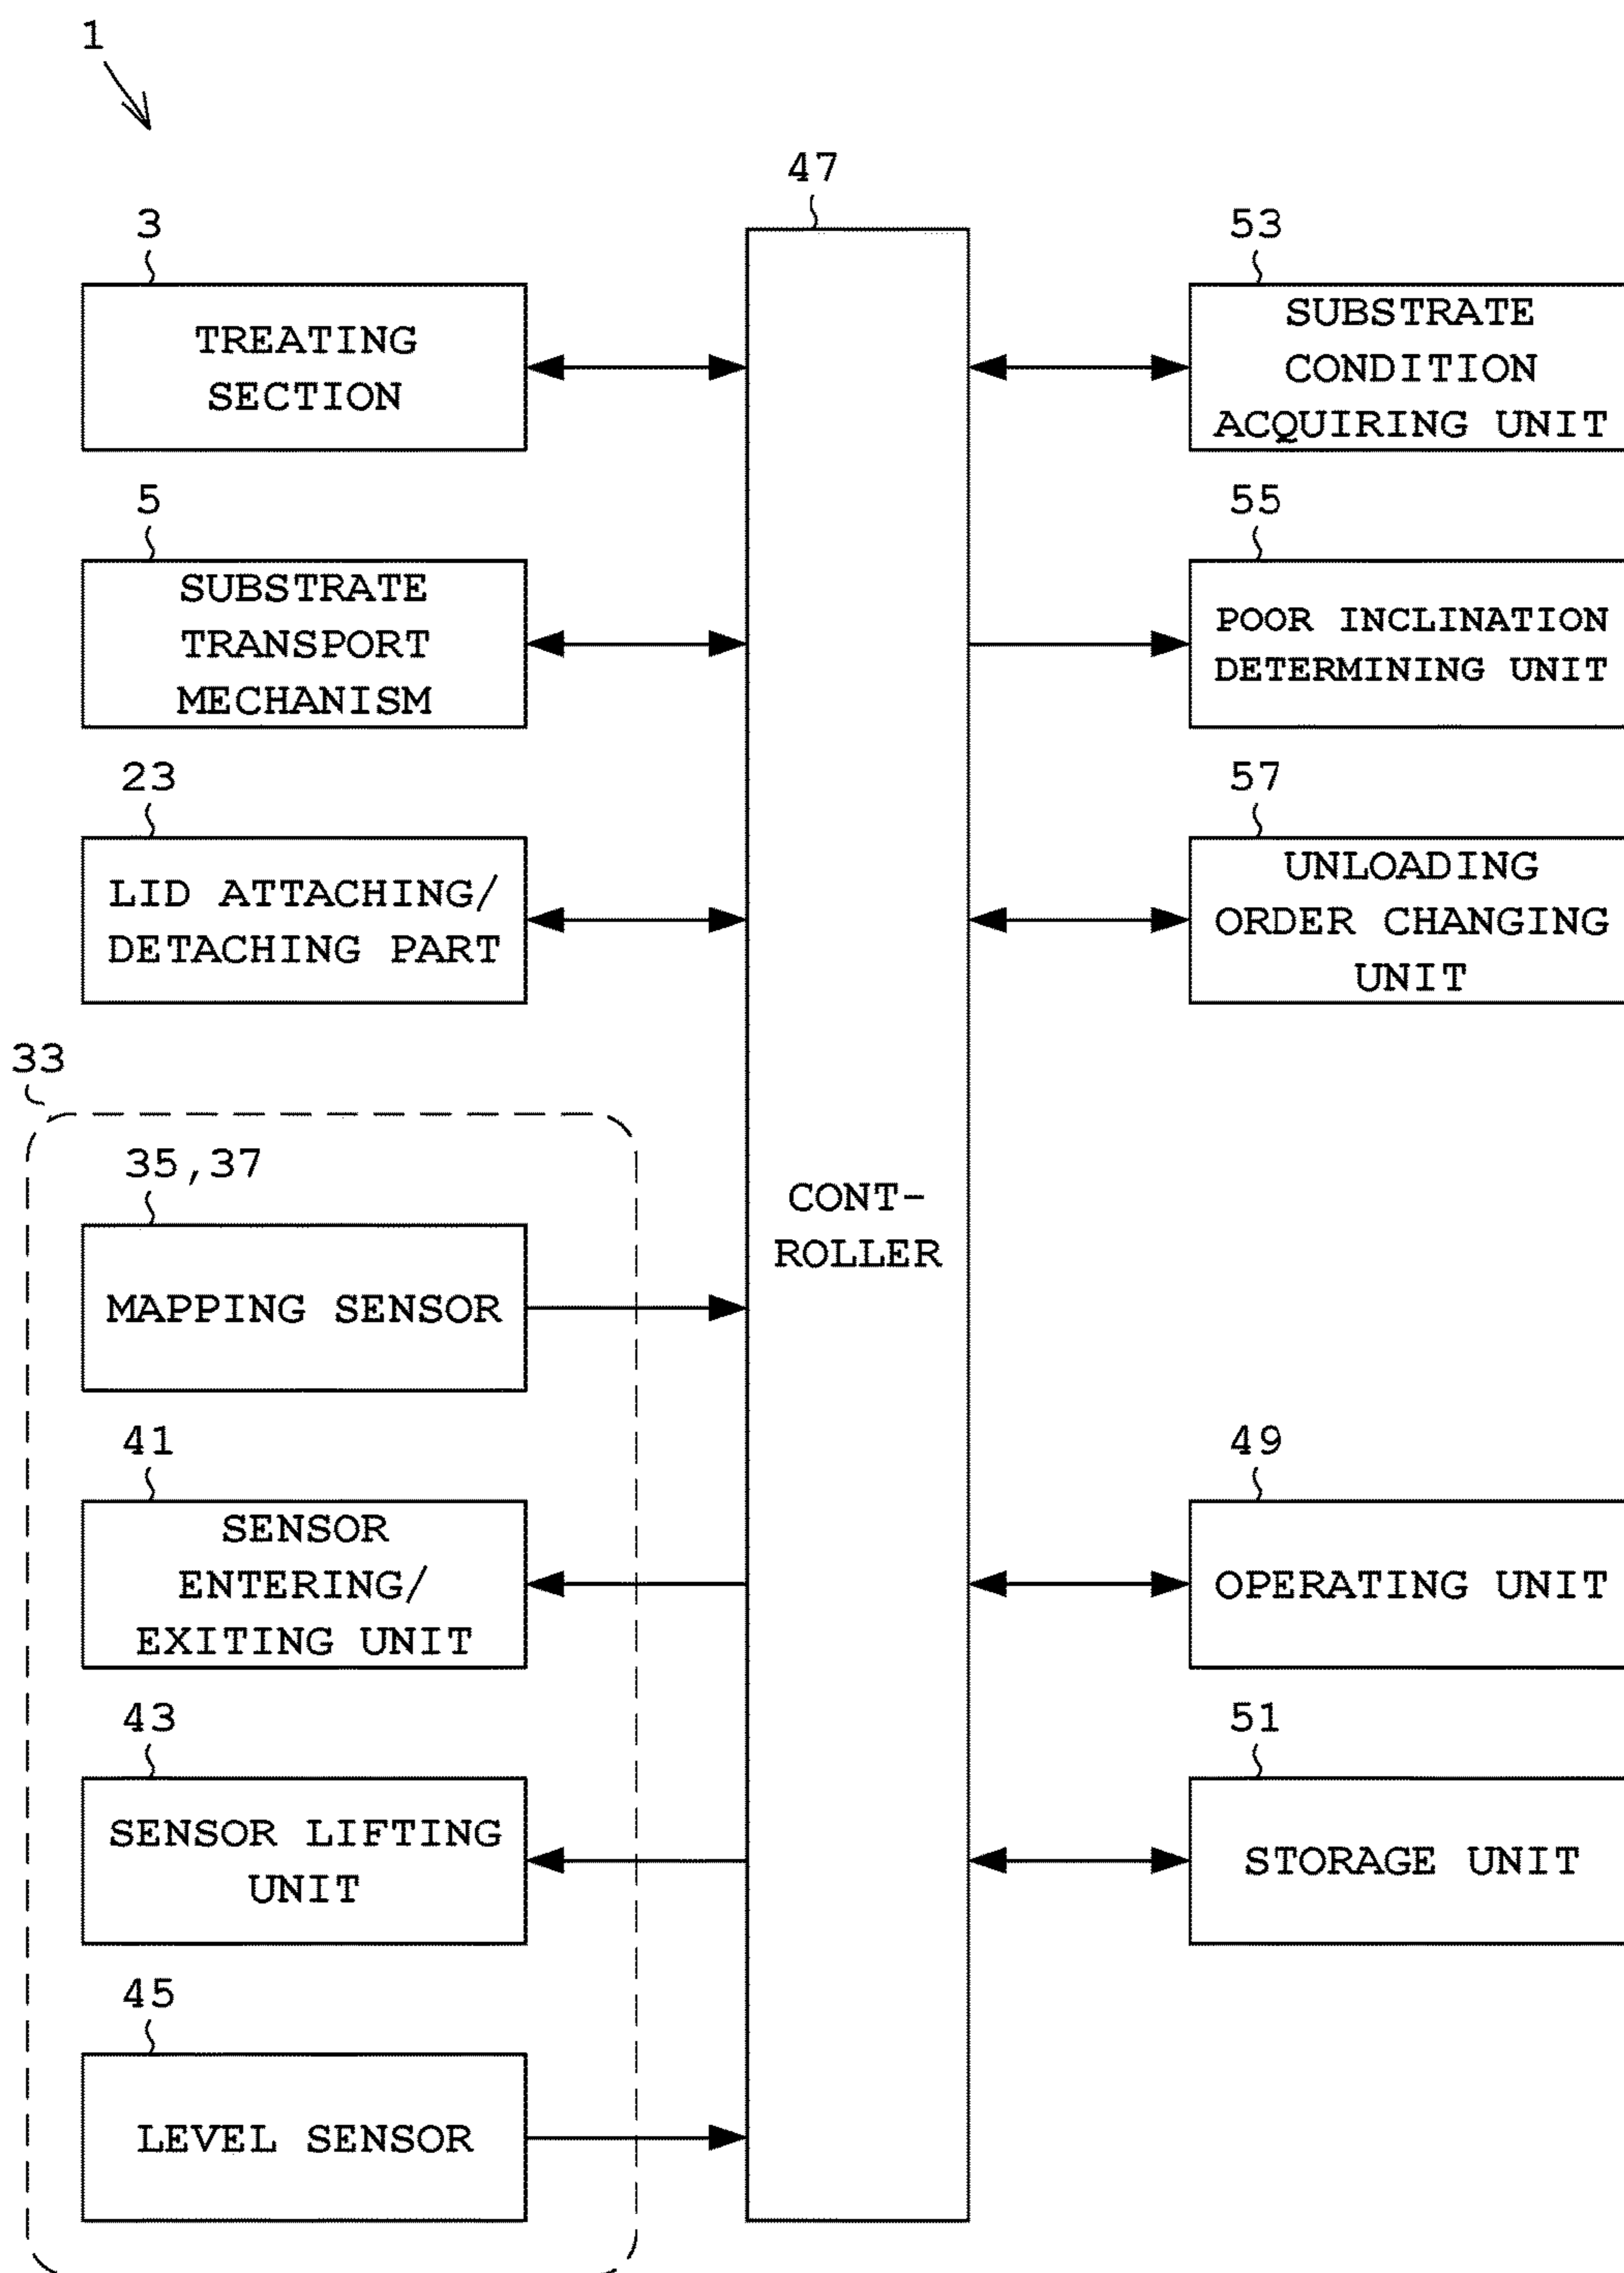 1
47
3
TREATING
SECTION
5
SUBSTRATE
TRANSPORT
MECHANISM
23
LID ATTACHING/
DETACHING PART
33
35,37
MAPPING SENSOR
41
SENSOR
ENTERING/
EXITING UNIT
43
SENSOR LIFTING
UNIT
45
LEVEL SENSOR
CONT-
ROLLER
53
SUBSTRATE
CONDITION
ACQUIRING UNIT
55
POOR INCLINATION
DETERMINING UNIT
57
UNLOADING
ORDER CHANGING
UNIT
49
OPERATING UNIT
51
STORAGE UNIT